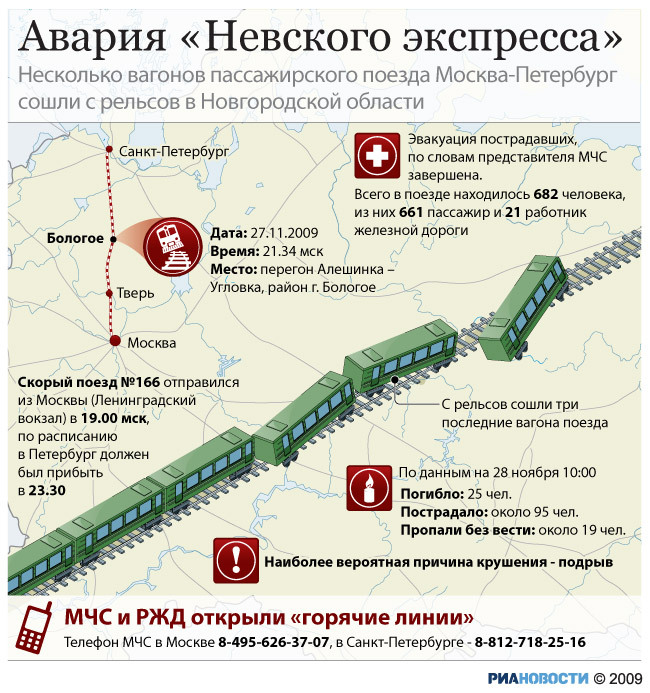 Авария «Невского экспресса»
Несколько вагонов пассажирского поезда Москва-Петербург
сошли с рельсов в Новгородской области
Санкт-Петербург
Бологое
Тверь
Москва
Эвакуация пострадавших,
по словам представителя МЧС
завершена.
Всего в поезде находилось 682 человека,
из них 661 пассажир и 21 работник
железной дороги
Дата: 27.11.2009
Время: 21.34 мск
Место: перегон Алешинка –
Угловка, район г. Бологое
Скорый поезд №166 отправился
из Москвы (Ленинградский
вокзал) в 19.00 мск,
по расписанию
в Петербург должен
был прибыть
в 23.30
С рельсов сошли три
последние вагона поезда
По данным на 28 ноября 10:00
Погибло: 25 чел.
Пострадало: около 95 чел.
Пропали без вести: около 19 чел.
Наиболее вероятная причина крушения - подрыв
МЧС и РЖД открыли «горячие линии»
Телефон МЧС в Москве 8-495-626-37-07, в Санкт-Петербурге - 8-812-718-25-16
РИАНОВОСТИ © 2009